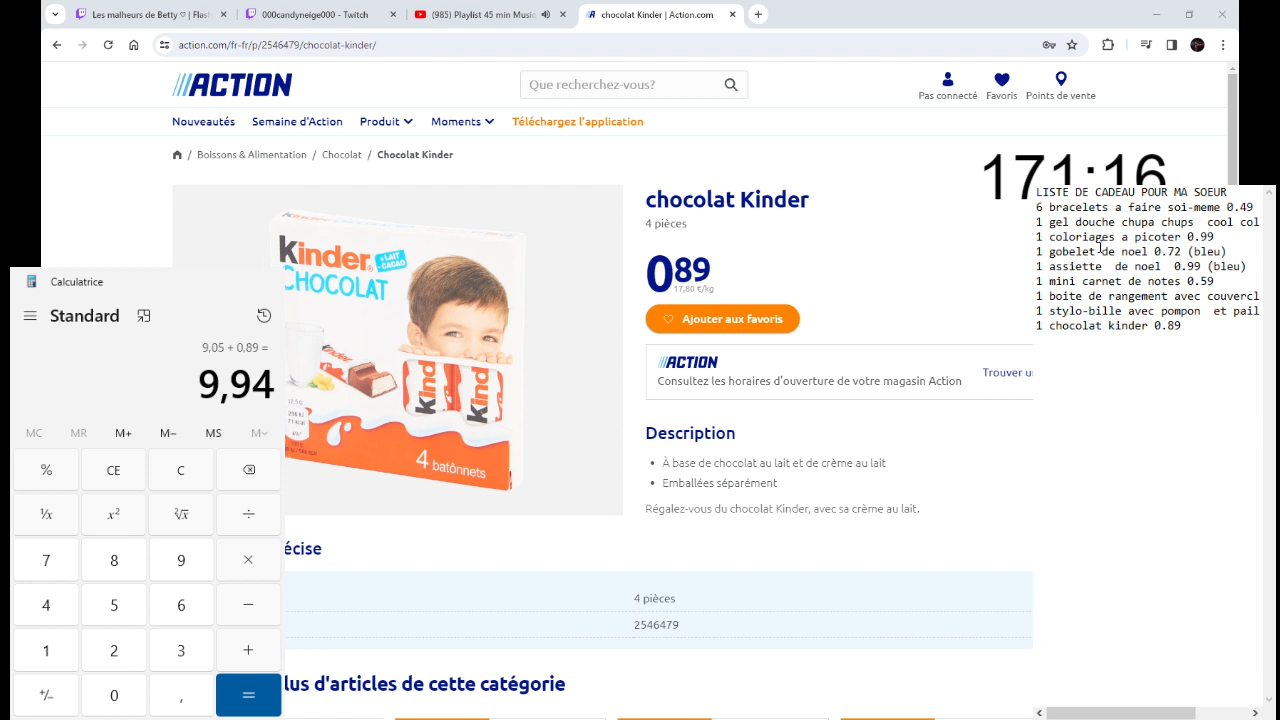 Les malheurs de Betty ♡ | Flas
000candyneige000 - Twitch
(985) Playlist 45 min Music
chocolat Kinder | Action.com
action.com/fr-fr/p/2546479/chocolat-kinder/
ACTION
Que recherchez-vous?
Pas connecté
Favoris
Points de vente
Nouveautés
Semaine d'Action
Produit
Moments
Téléchargez l'application
/ Boissons & Alimentation / Chocolat / Chocolat Kinder
171:16
LISTE DE CADEAU POUR MA SOEUR
6 bracelets a faire soi-meme 0.49
1 gel douche chupa chups  cool col
1 coloriages a picoter 0.99
1 gobelet de noel 0.72 (bleu)
1 assiette  de noel  0.99 (bleu)
1 mini carnet de notes 0.59
1 boite de rangement avec couvercl
1 stylo-bille avec pompon  et pail
1 chocolat kinder 0.89
chocolat Kinder
4 pièces
089
17,80 €/kg
Ajouter aux favoris
ACTION
Consultez les horaires d'ouverture de votre magasin Action
Trouver u
Description
À base de chocolat au lait et de crème au lait
Emballées séparément
Régalez-vous du chocolat Kinder, avec sa crème au lait.
écise
4 pièces
2546479
lus d'articles de cette catégorie
kinder
CHOCOLAT
+ LAIT
- CACAO
kind
kind
4 batônnets
Calculatrice
Standard
9,05 + 0,89 =
9,94
MC MR M+ M− MS M
% CE C
¹/x x² ²√x ÷
7 8 9 ×
4 5 6 −
1 2 3 +
+/− 0 , =